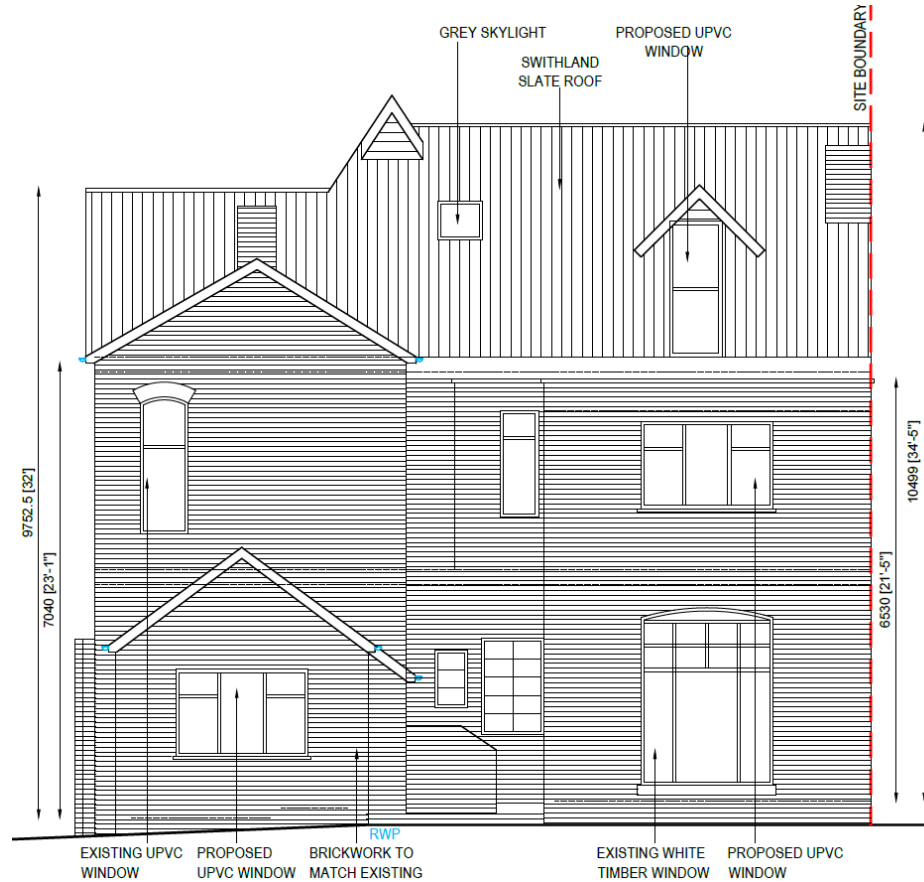 GREY SKYLIGHT
PROPOSED UPVC
WINDOW
SWITHLAND
SLATE ROOF
SITE BOUNDARY
9752.5 [32']
7040 [23'-1"]
10499 [34'-5"]
6530 [21'-5"]
RWP
EXISTING UPVC
WINDOW
PROPOSED
UPVC WINDOW
BRICKWORK TO
MATCH EXISTING
EXISTING WHITE
TIMBER WINDOW
PROPOSED UPVC
WINDOW